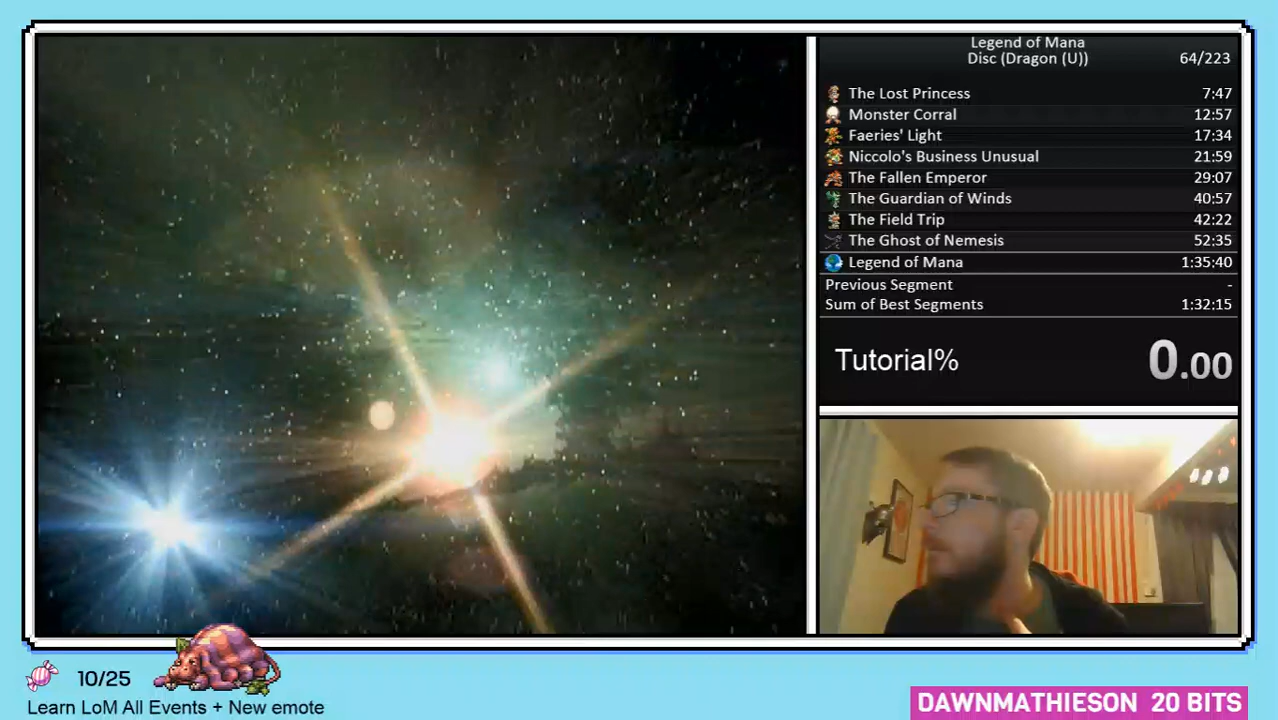 Legend of Mana
Disc (Dragon (U)) 64/223
The Lost Princess 7:47
Monster Corral 12:57
Faeries' Light 17:34
Niccolo's Business Unusual 21:59
The Fallen Emperor 29:07
The Guardian of Winds 40:57
The Field Trip 42:22
The Ghost of Nemesis 52:35
Legend of Mana 1:35:40
Previous Segment -
Sum of Best Segments 1:32:15
Tutorial% 0.00
10/25
Learn LoM All Events + New emote
DAWNMATHIESON 20 BITS